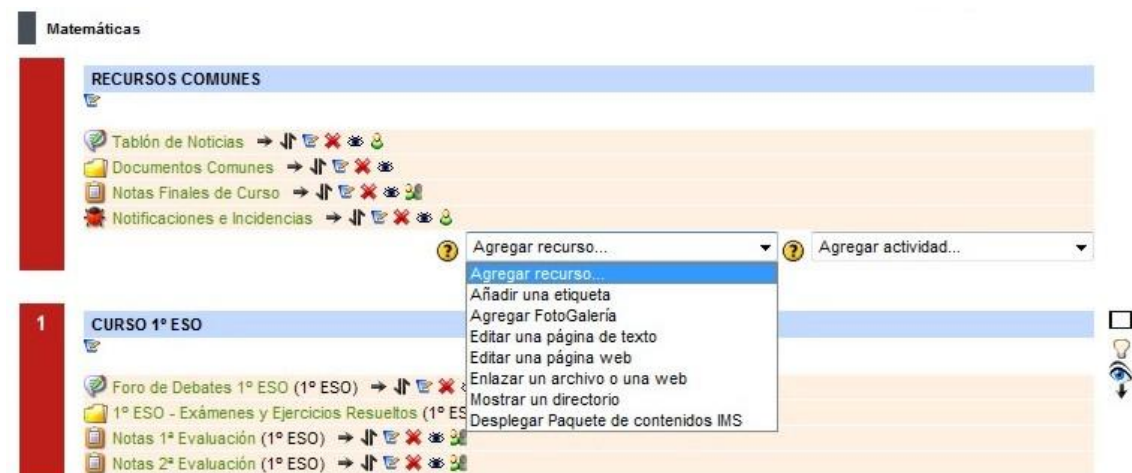 Matemáticas
RECURSOS COMUNES
Tablón de Noticias
Documentos Comunes
Notas Finales de Curso
Notificaciones e Incidencias
Agregar recurso... Agregar actividad...
Agregar recurso...
Añadir una etiqueta
Agregar FotoGalería
Editar una página de texto
Editar una página web
Enlazar un archivo o una web
Mostrar un directorio
Desplegar Paquete de contenidos IMS
1 CURSO 1º ESO
Foro de Debates 1º ESO (1º ESO)
1º ESO - Exámenes y Ejercicios Resueltos (1º ES
Notas 1ª Evaluación (1º ESO)
Notas 2ª Evaluación (1º ESO)